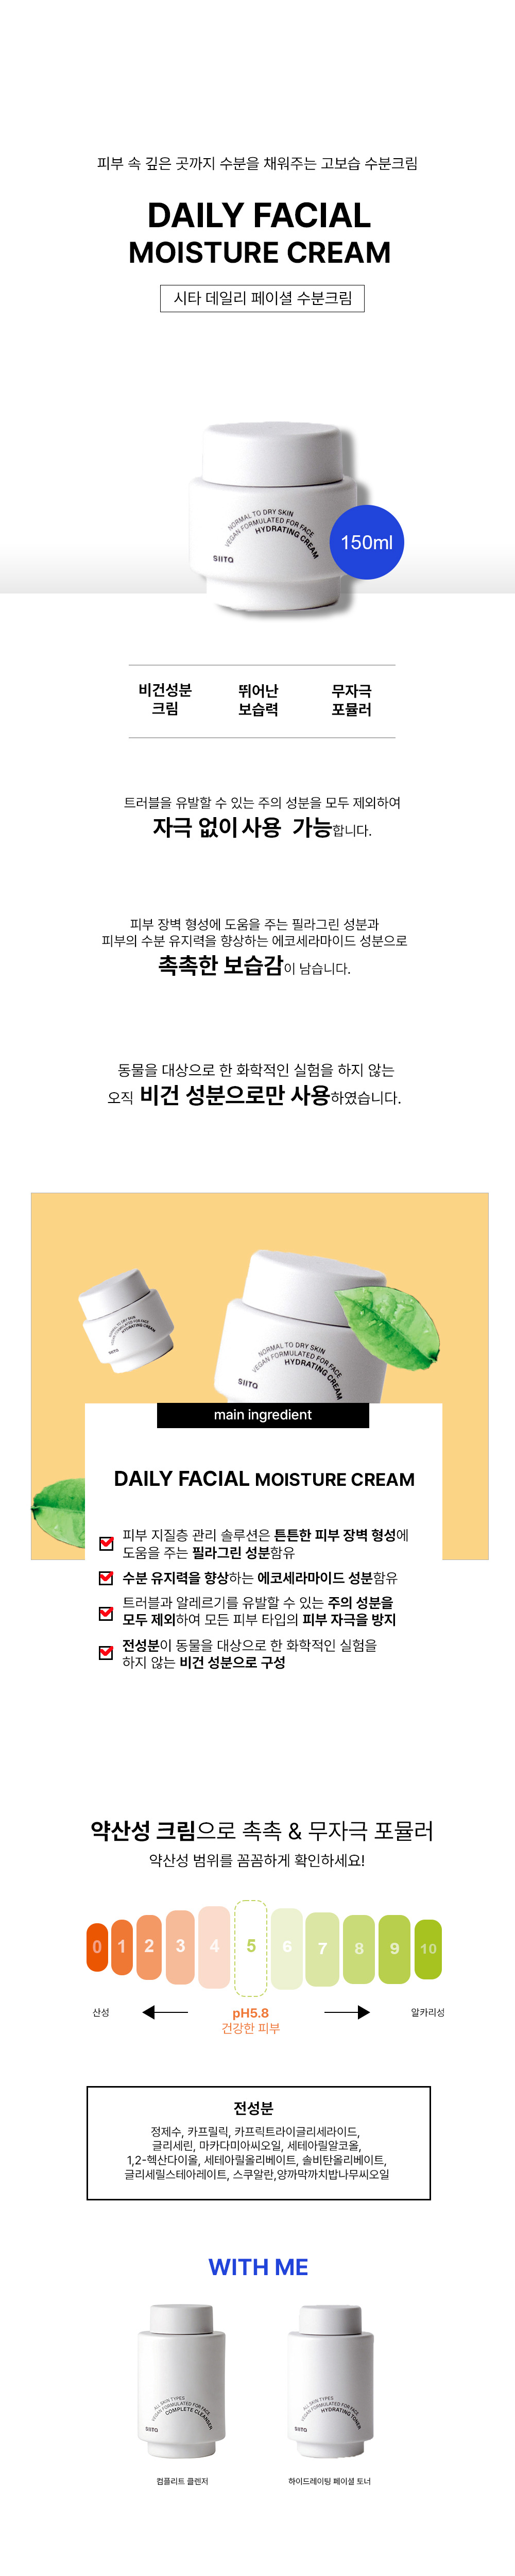 피부 속 깊은 곳까지 수분을 채워주는 고보습 수분크림
DAILY FACIAL
MOISTURE CREAM
시타 데일리 페이셜 수분크림
NORMAL TO DRY SKIN
VEGAN FORMULATED FOR FACE
HYDRATING CREAM
SIITA
150ml
비건성분
크림
뛰어난
보습력
무자극
포뮬러
트러블을 유발할 수 있는 주의 성분을 모두 제외하여
자극 없이 사용 가능합니다.
피부 장벽 형성에 도움을 주는 필라그린 성분과
피부의 수분 유지력을 향상하는 에코세라마이드 성분으로
촉촉한 보습감이 남습니다.
동물을 대상으로 한 화학적인 실험을 하지 않는
오직 비건 성분으로만 사용하였습니다.
NORMAL TO DRY SKIN
VEGAN FORMULATED FOR FACE
HYDRATING CREAM
SIITA
NORMAL TO DRY SKIN
VEGAN FORMULATED FOR FACE
HYDRATING CREAM
SIITA
main ingredient
DAILY FACIAL MOISTURE CREAM
피부 지질층 관리 솔루션은 튼튼한 피부 장벽 형성에
도움을 주는 필라그린 성분함유
수분 유지력을 향상하는 에코세라마이드 성분함유
트러블과 알레르기를 유발할 수 있는 주의 성분을
모두 제외하여 모든 피부 타입의 피부 자극을 방지
전성분이 동물을 대상으로 한 화학적인 실험을
하지 않는 비건 성분으로 구성
약산성 크림으로 촉촉 & 무자극 포뮬러
약산성 범위를 꼼꼼하게 확인하세요!
0 1 2 3 4 5 6 7 8 9 10
산성
pH5.8
건강한 피부
알카리성
전성분
정제수, 카프릴릭, 카프릭트라이글리세라이드,
글리세린, 마카다미아씨오일, 세테아릴알코올,
1,2-헥산다이올, 세테아릴올리베이트, 솔비탄올리베이트,
글리세릴스테아레이트, 스쿠알란,양까막까치밥나무씨오일
WITH ME
ALL SKIN TYPES
VEGAN FORMULATED FOR FACE
COMPLETE CLEANSER
SIITA
ALL SKIN TYPES
VEGAN FORMULATED FOR FACE
HYDRATING TONER
SIITA
컴플리트 클렌저
하이드레이팅 페이셜 토너